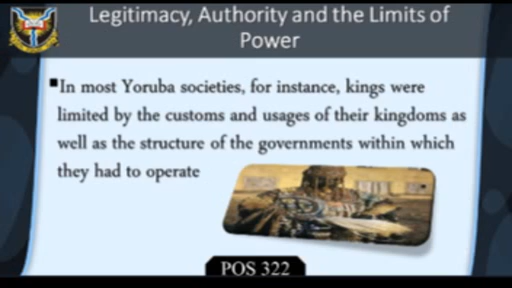 Legitimacy, Authority and the Limits of
Power
In most Yoruba societies, for instance, kings were
limited by the customs and usages of their kingdoms as
well as the structure of the governments within which
they had to operate
POS 322